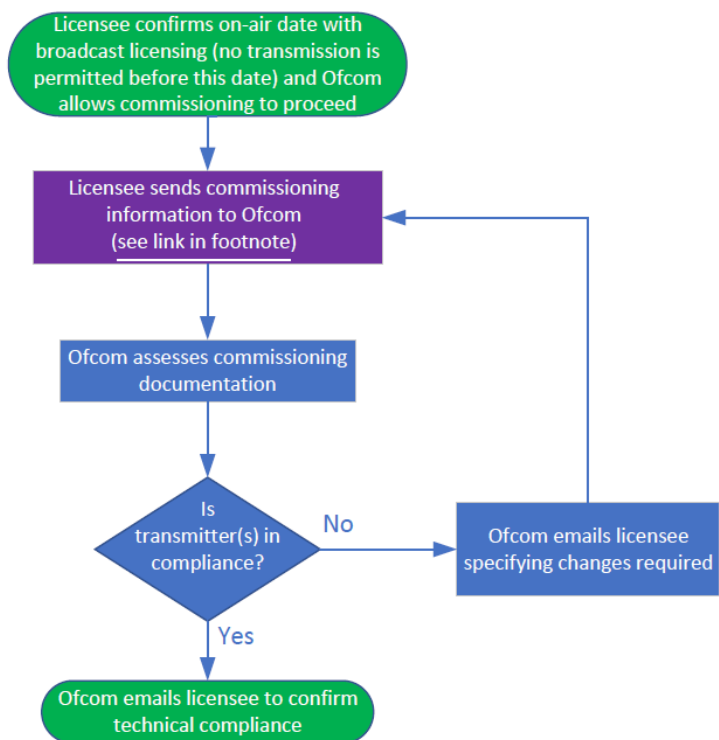 Licensee confirms on-air date with
broadcast licensing (no transmission is
permitted before this date) and Ofcom
allows commissioning to proceed
Licensee sends commissioning
information to Ofcom
(see link in footnote)
Ofcom assesses commissioning
documentation
Is
transmitter(s) in
compliance?
No
Ofcom emails licensee
specifying changes required
Yes
Ofcom emails licensee to confirm
technical compliance